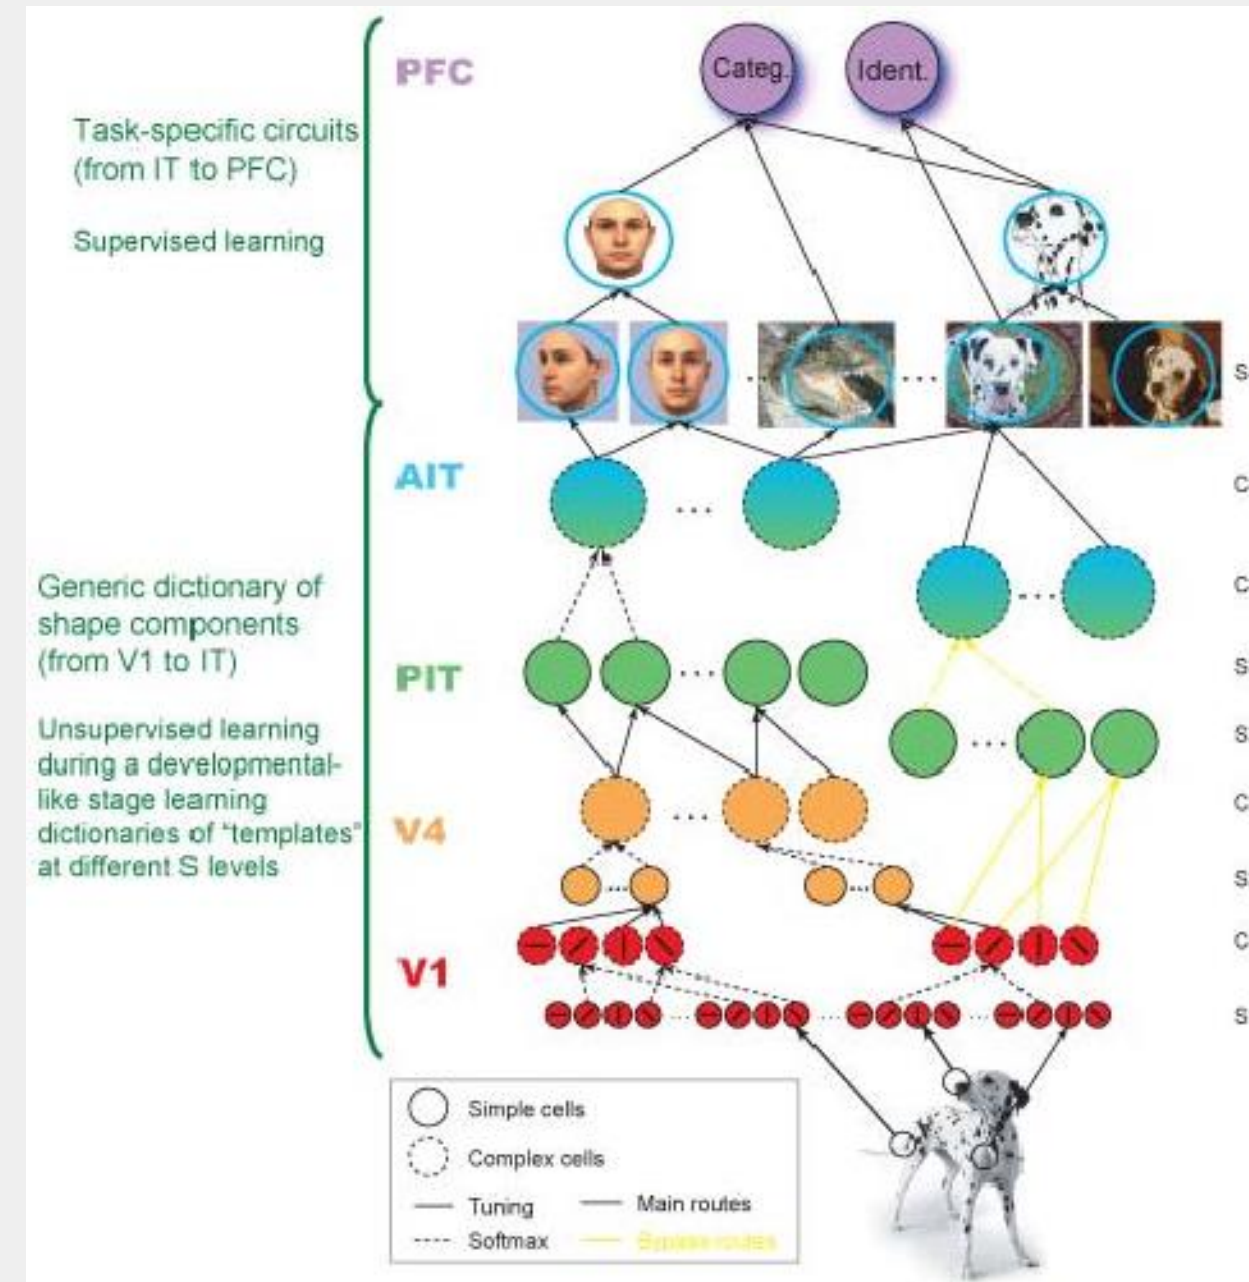 PFC
Categ.
Ident.
Task-specific circuits
(from IT to PFC)
Supervised learning
... ...
S
AIT
...
C
Generic dictionary of
shape components
(from V1 to IT)
...
C
PIT
...
S
Unsupervised learning
during a developmental-
like stage learning
dictionaries of "templates"
at different S levels
...
S
V4
...
C
... ...
S
C
V1
... ... ...
S
Simple cells
Complex cells
Tuning
Main routes
Softmax
Bypass routes